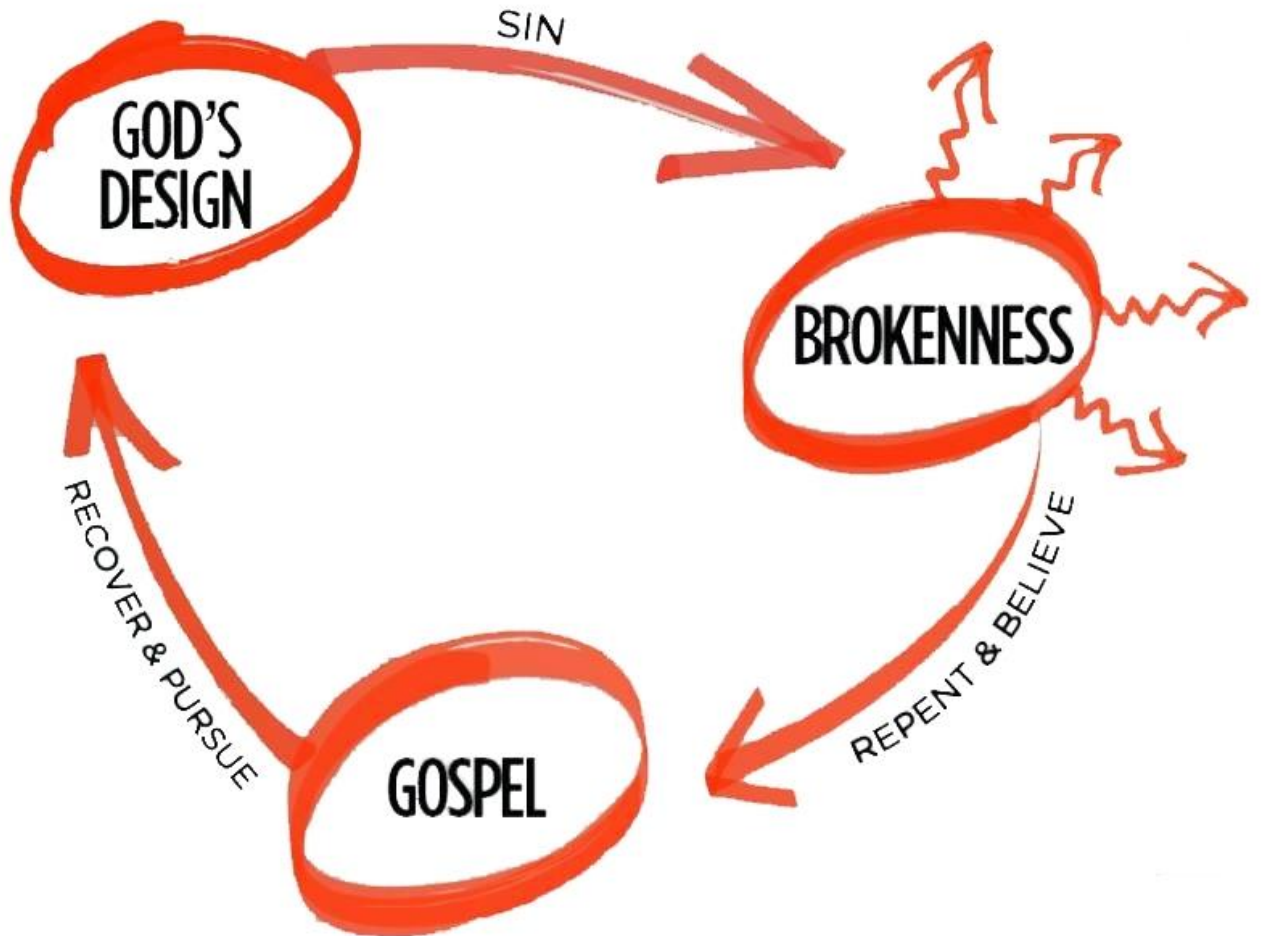 SIN
GOD'S
DESIGN
BROKENNESS
REPENT & BELIEVE
GOSPEL
RECOVER & PURSUE